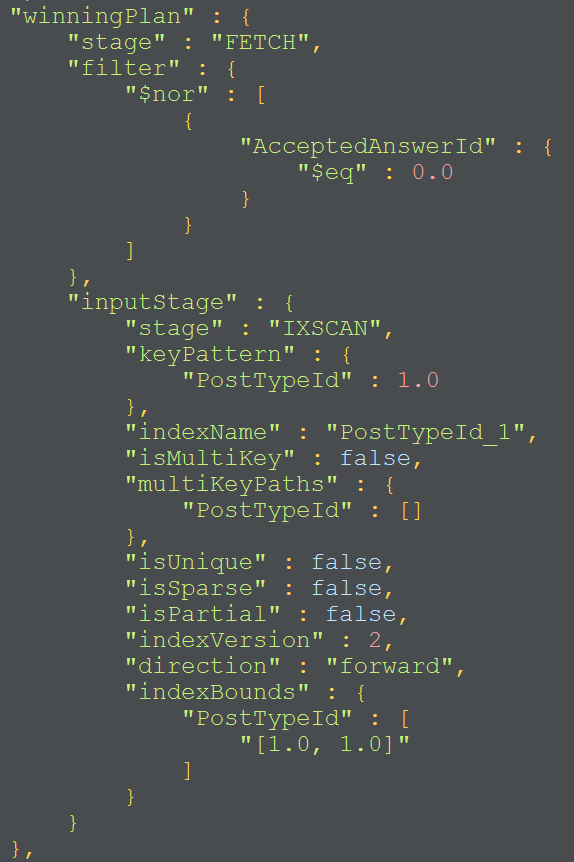 "winningPlan" : {
    "stage" : "FETCH",
    "filter" : {
        "$nor" : [
            {
                "AcceptedAnswerId" : {
                    "$eq" : 0.0
                }
            }
        ]
    },
    "inputStage" : {
        "stage" : "IXSCAN",
        "keyPattern" : {
            "PostTypeId" : 1.0
        },
        "indexName" : "PostTypeId_1",
        "isMultiKey" : false,
        "multiKeyPaths" : {
            "PostTypeId" : []
        },
        "isUnique" : false,
        "isSparse" : false,
        "isPartial" : false,
        "indexVersion" : 2,
        "direction" : "forward",
        "indexBounds" : {
            "PostTypeId" : [
                "[1.0, 1.0]"
            ]
        }
    }
},